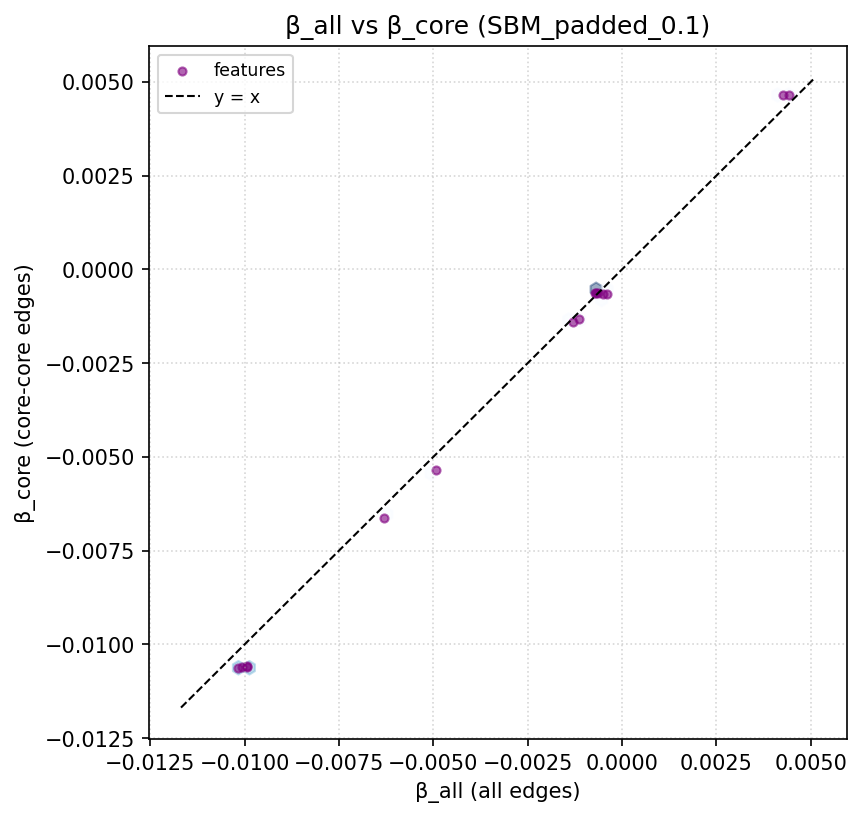 β_all vs β_core (SBM_padded_0.1)
features
y = x
0.0050
0.0025
0.0000
−0.0025
−0.0050
−0.0075
−0.0100
−0.0125
β_core (core-core edges)
−0.0125 −0.0100 −0.0075 −0.0050 −0.0025 0.0000 0.0025 0.0050
β_all (all edges)